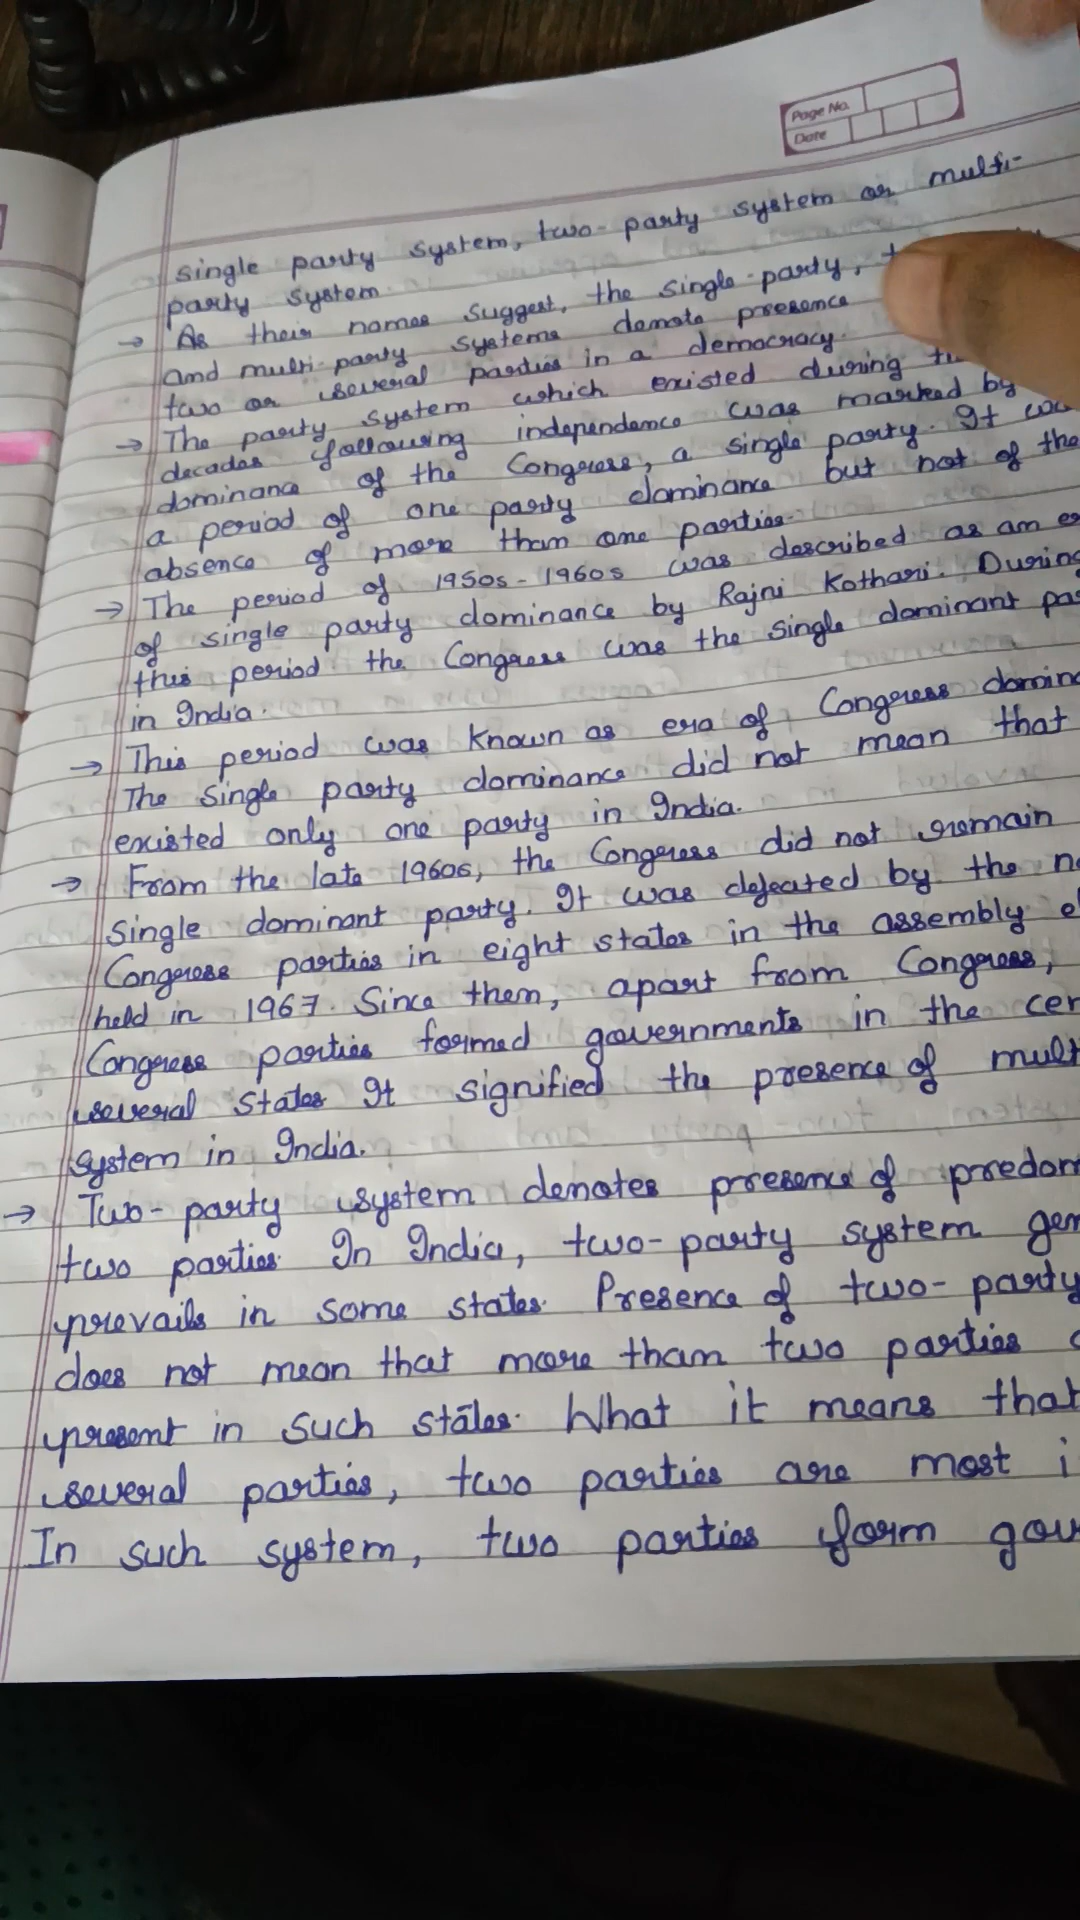 Page No.
Date
single party system, two-party system or multi-
party system
→ As their names suggest, the single-party,
and multi-party systems denote presence
two or several parties in a democracy.
→ The party system which existed during
decades following independence was marked by
dominance of the Congress, a single party. It
a period of one party dominance but not of the
absence of more than one parties.
→ The period of 1950s-1960s was described as an
of single party dominance by Rajni Kothari. During
this period the Congress was the single dominant
in India.
→ This period was known as era of Congress
The single party dominance did not mean that
existed only one party in India.
→ From the late 1960s, the Congress did not remain
single dominant party. It was defeated by the
Congress parties in eight states in the assembly
held in 1967. Since them, apart from Congress,
Congress parties formed governments in the
several states It signified the presence of
system in India.
→ Two-party system denotes presence of
two parties. In India, two-party system
prevails in some states. Presence of two-party
does not mean that more than two parties
present in such states. What it means that
several parties, two parties are most
In such system, two parties form